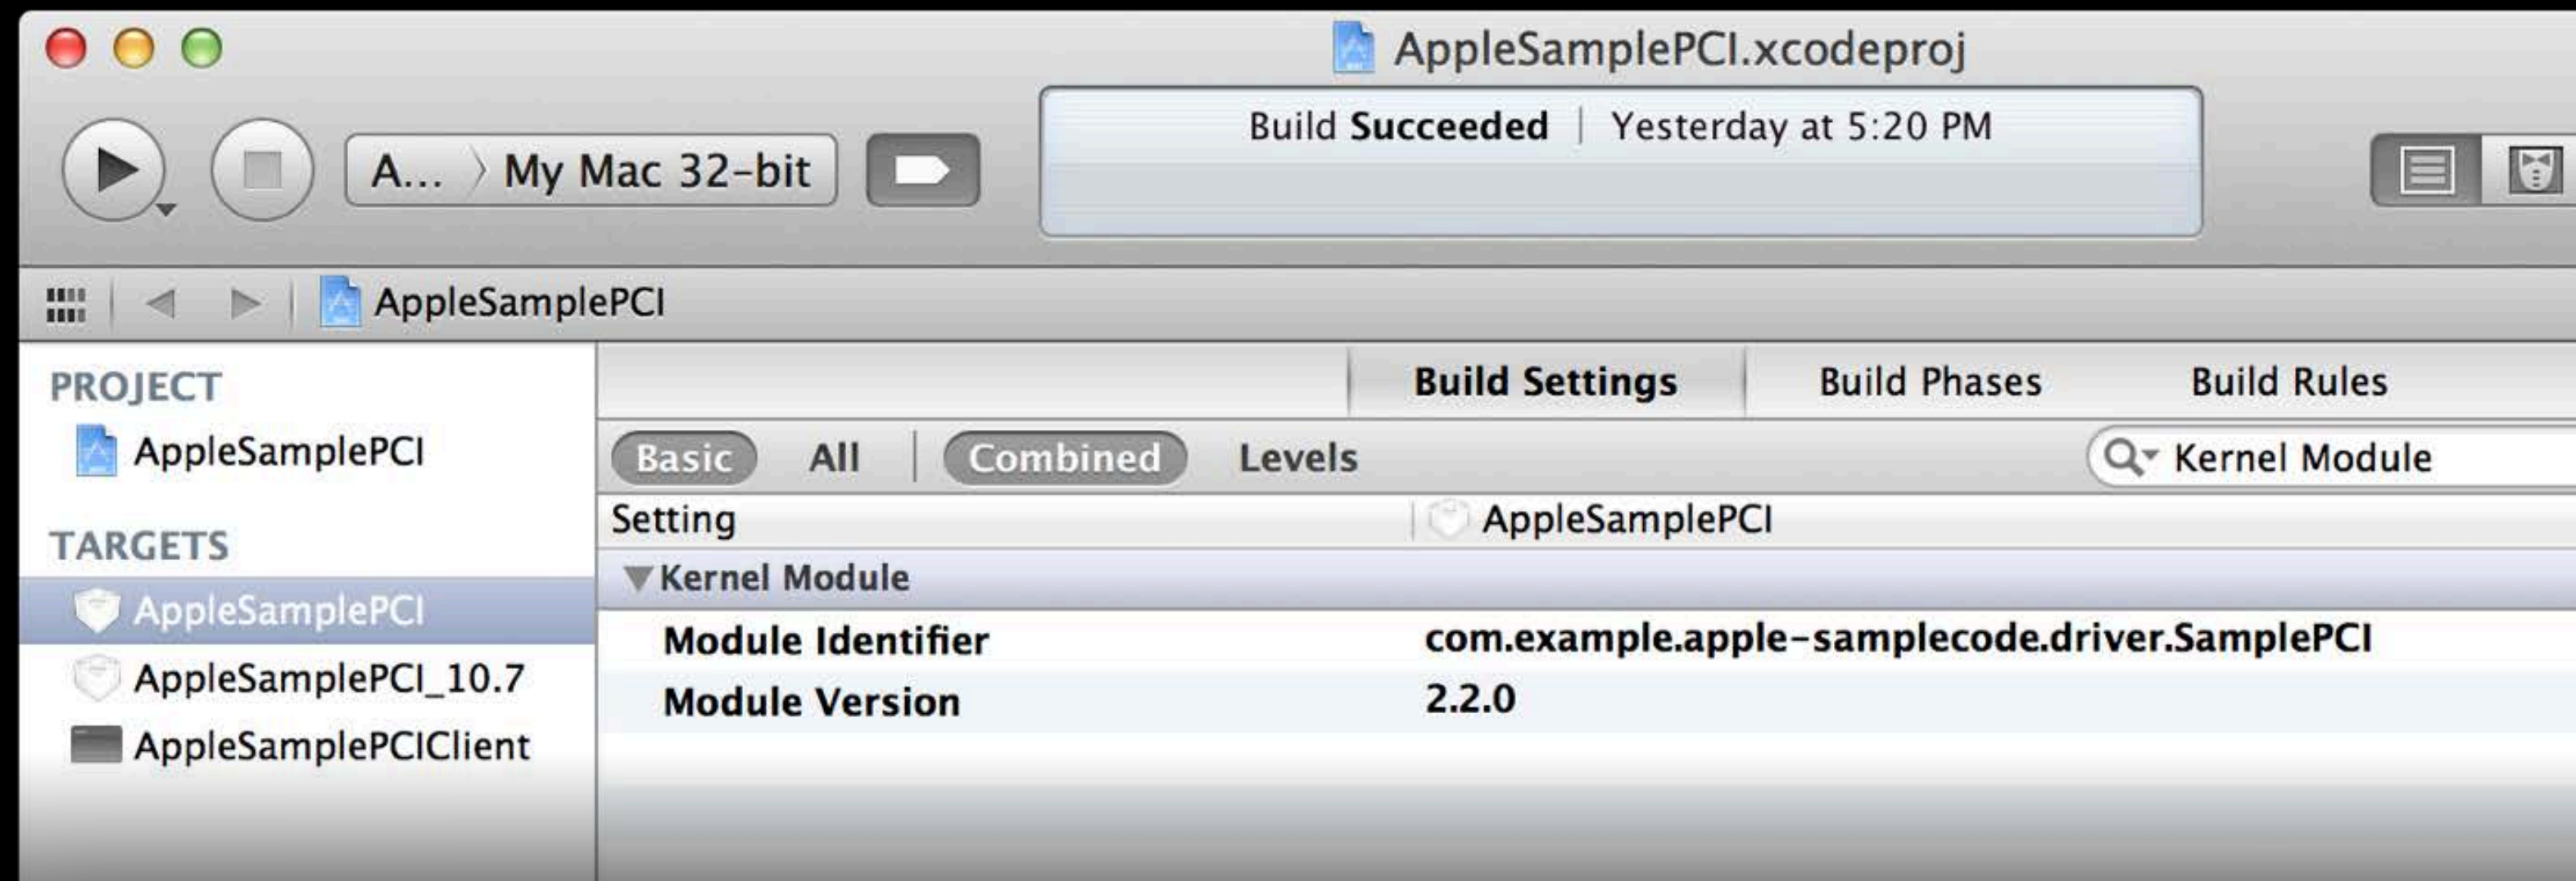 AppleSamplePCI.xcodeproj
Build Succeeded | Yesterday at 5:20 PM
A... 〉 My Mac 32-bit
AppleSamplePCI
PROJECT
AppleSamplePCI
TARGETS
AppleSamplePCI
AppleSamplePCI_10.7
AppleSamplePCIClient
Build Settings Build Phases Build Rules
Basic All | Combined Levels Kernel Module
Setting AppleSamplePCI
Kernel Module
Module Identifier com.example.apple-samplecode.driver.SamplePCI
Module Version 2.2.0